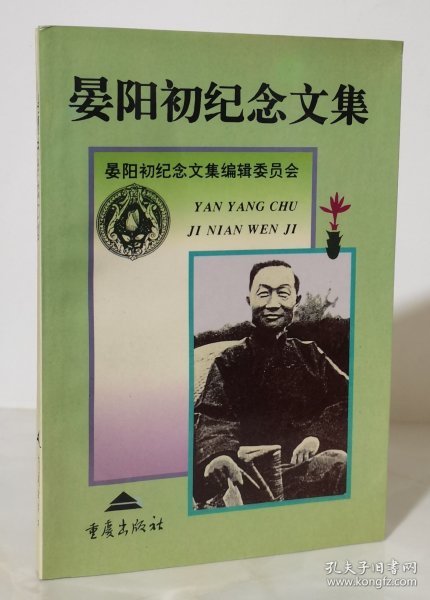 晏阳初纪念文集
晏阳初纪念文集编辑委员会
YAN YANG CHU
JI NIAN WEN JI
重庆出版社
孔夫子旧书网
www.kongfz.com